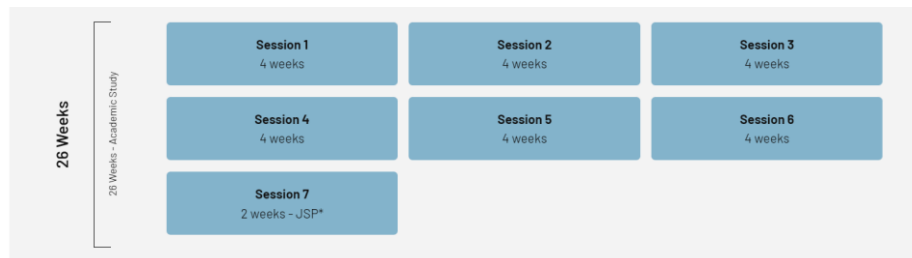 26 Weeks
26 Weeks - Academic Study
Session 1
4 weeks
Session 2
4 weeks
Session 3
4 weeks
Session 4
4 weeks
Session 5
4 weeks
Session 6
4 weeks
Session 7
2 weeks - JSP*